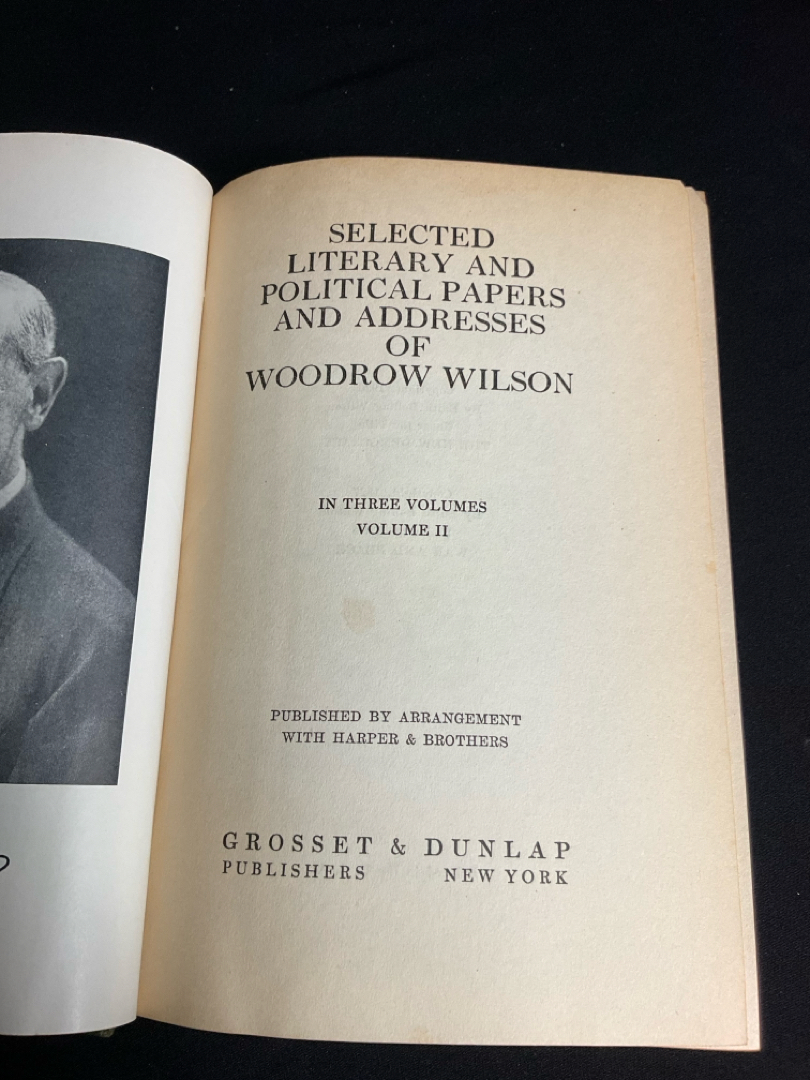 SELECTED
LITERARY AND
POLITICAL PAPERS
AND ADDRESSES
OF
WOODROW WILSON
IN THREE VOLUMES
VOLUME II
PUBLISHED BY ARRANGEMENT
WITH HARPER & BROTHERS
GROSSET & DUNLAP
PUBLISHERS NEW YORK